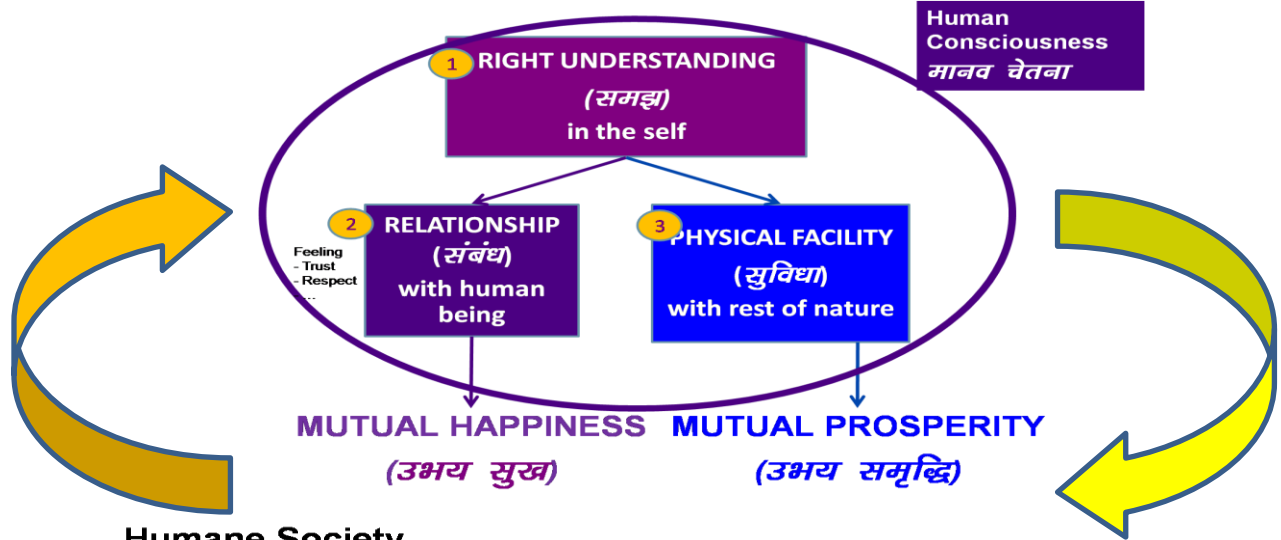 Human
Consciousness
मानव चेतना
1
RIGHT UNDERSTANDING
(समझ)
in the self
2
RELATIONSHIP
(संबंध)
with human
being
Feeling
- Trust
- Respect
...
3
PHYSICAL FACILITY
(सुविधा)
with rest of nature
MUTUAL HAPPINESS
(उभय सुख)
MUTUAL PROSPERITY
(उभय समृद्धि)
Humane Society